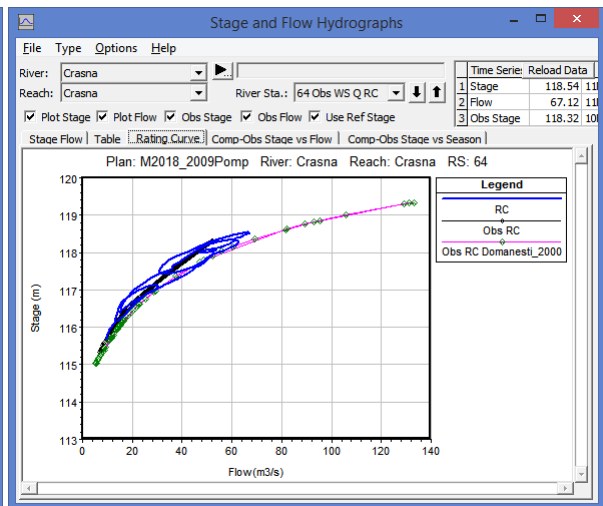 Stage and Flow Hydrographs
File Type Options Help
River: Crasna
Reach: Crasna River Sta.: 64 Obs WS Q RC
Plot Stage Plot Flow Obs Stage Obs Flow Use Ref Stage
Time Series Reload Data
1 Stage 118.54
2 Flow 67.12
3 Obs Stage 118.32
Stage Flow Table Rating Curve Comp-Obs Stage vs Flow Comp-Obs Stage vs Season
Plan: M2018_2009Pomp River: Crasna Reach: Crasna RS: 64
Legend
RC
Obs RC
Obs RC Domanesti_2000
Stage (m)
120
119
118
117
116
115
114
113
0 20 40 60 80 100 120 140
Flow (m3/s)